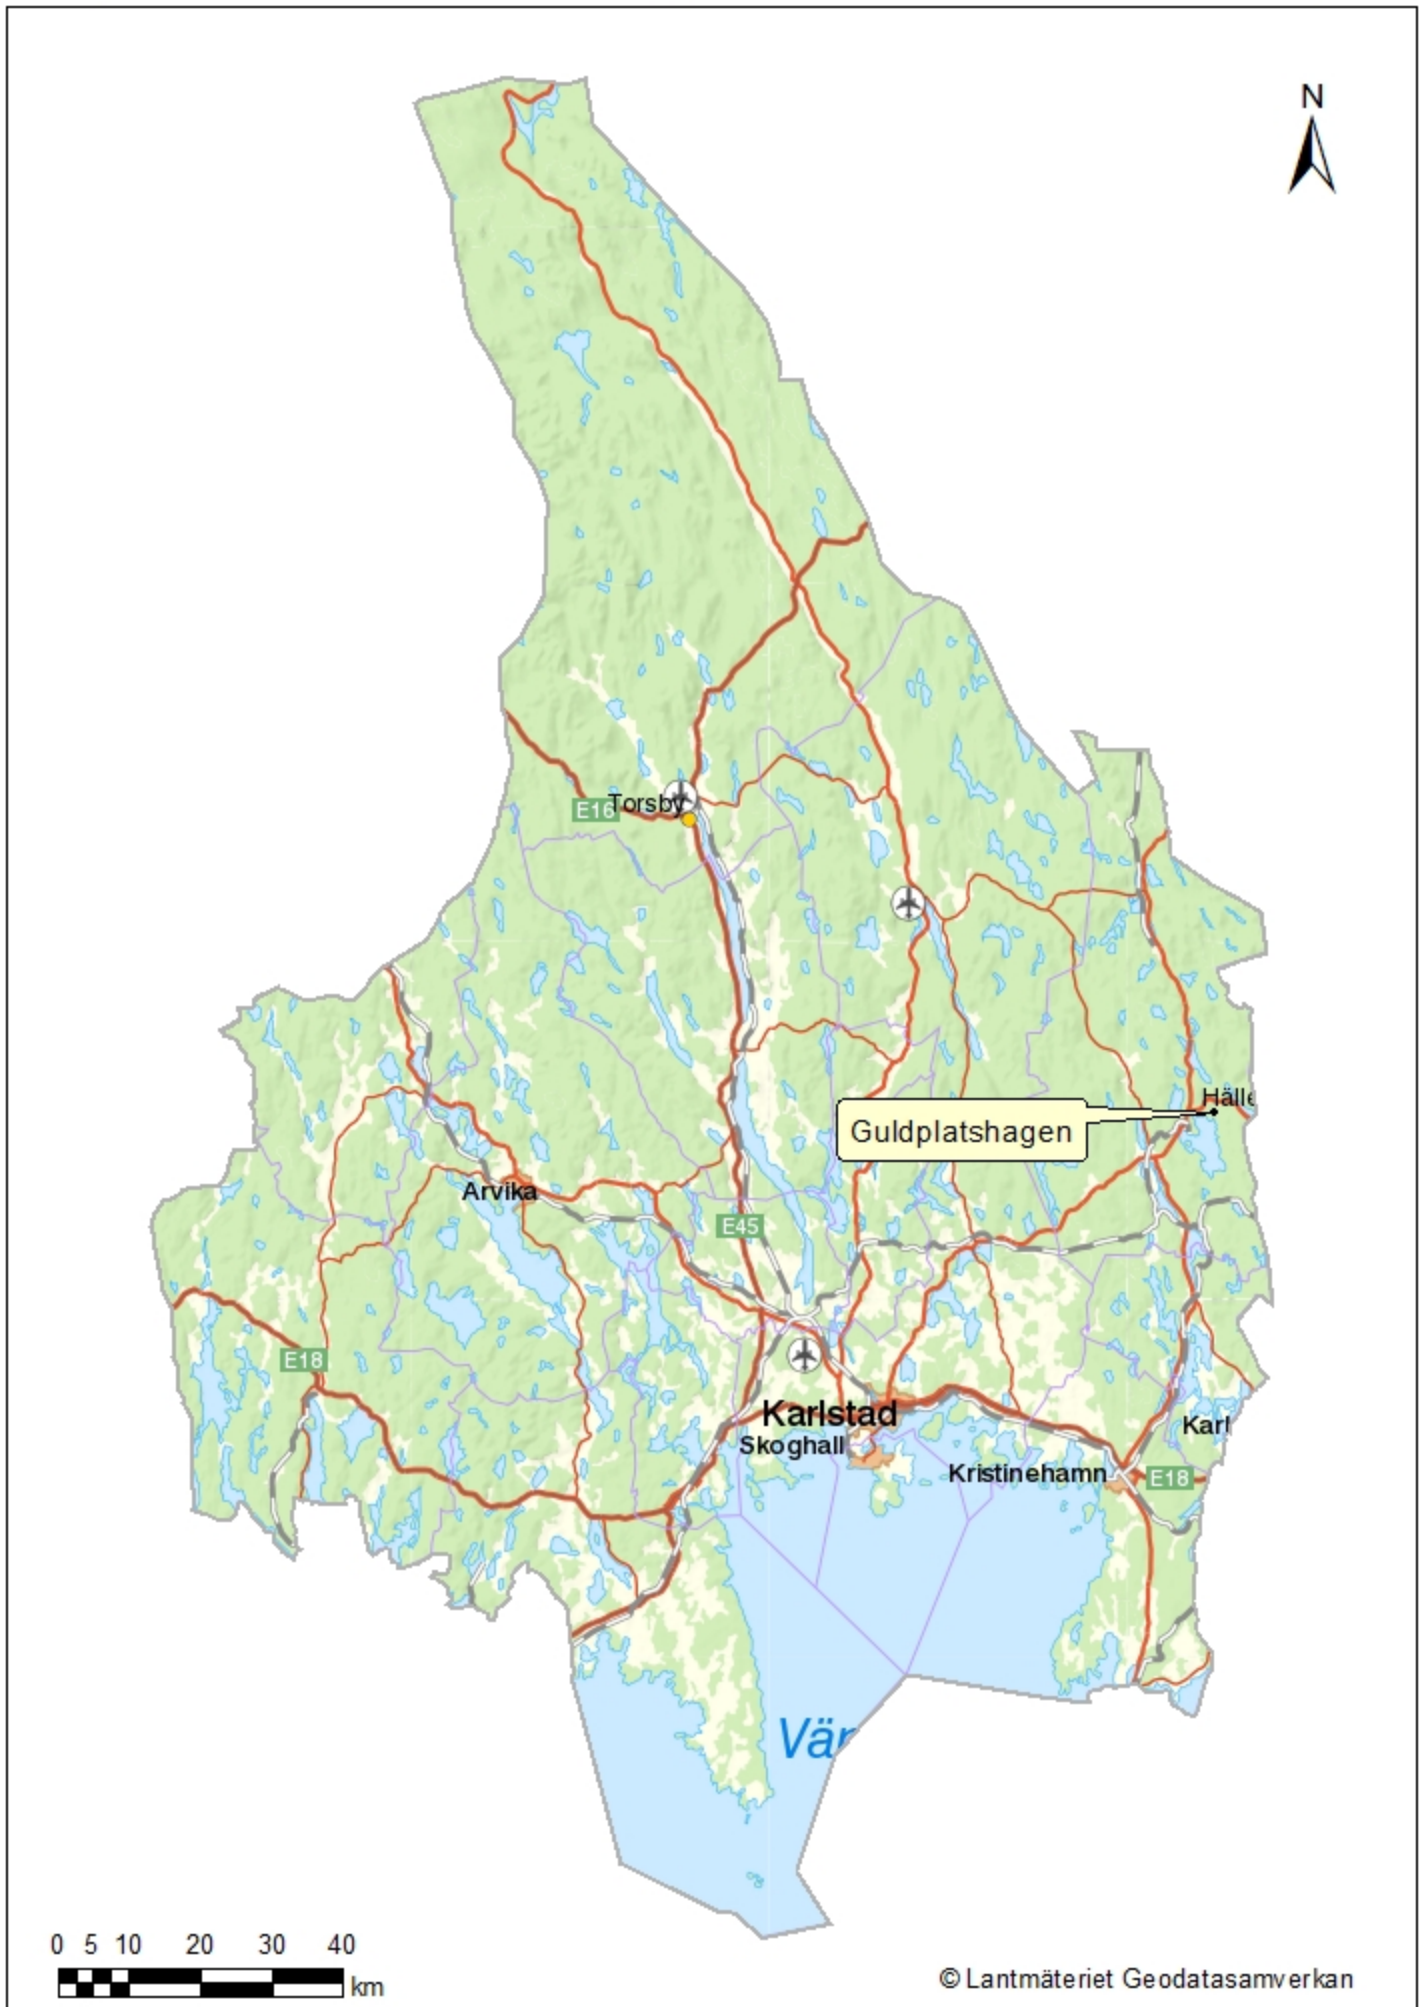 N
E16
Torsby
Hälle
Guldplatshagen
Arvika
E45
E18
Karlstad
Skoghall
Karl
Kristinehamn
E18
Vär
0 5 10 20 30 40
km
© Lantmäteriet Geodatasamverkan